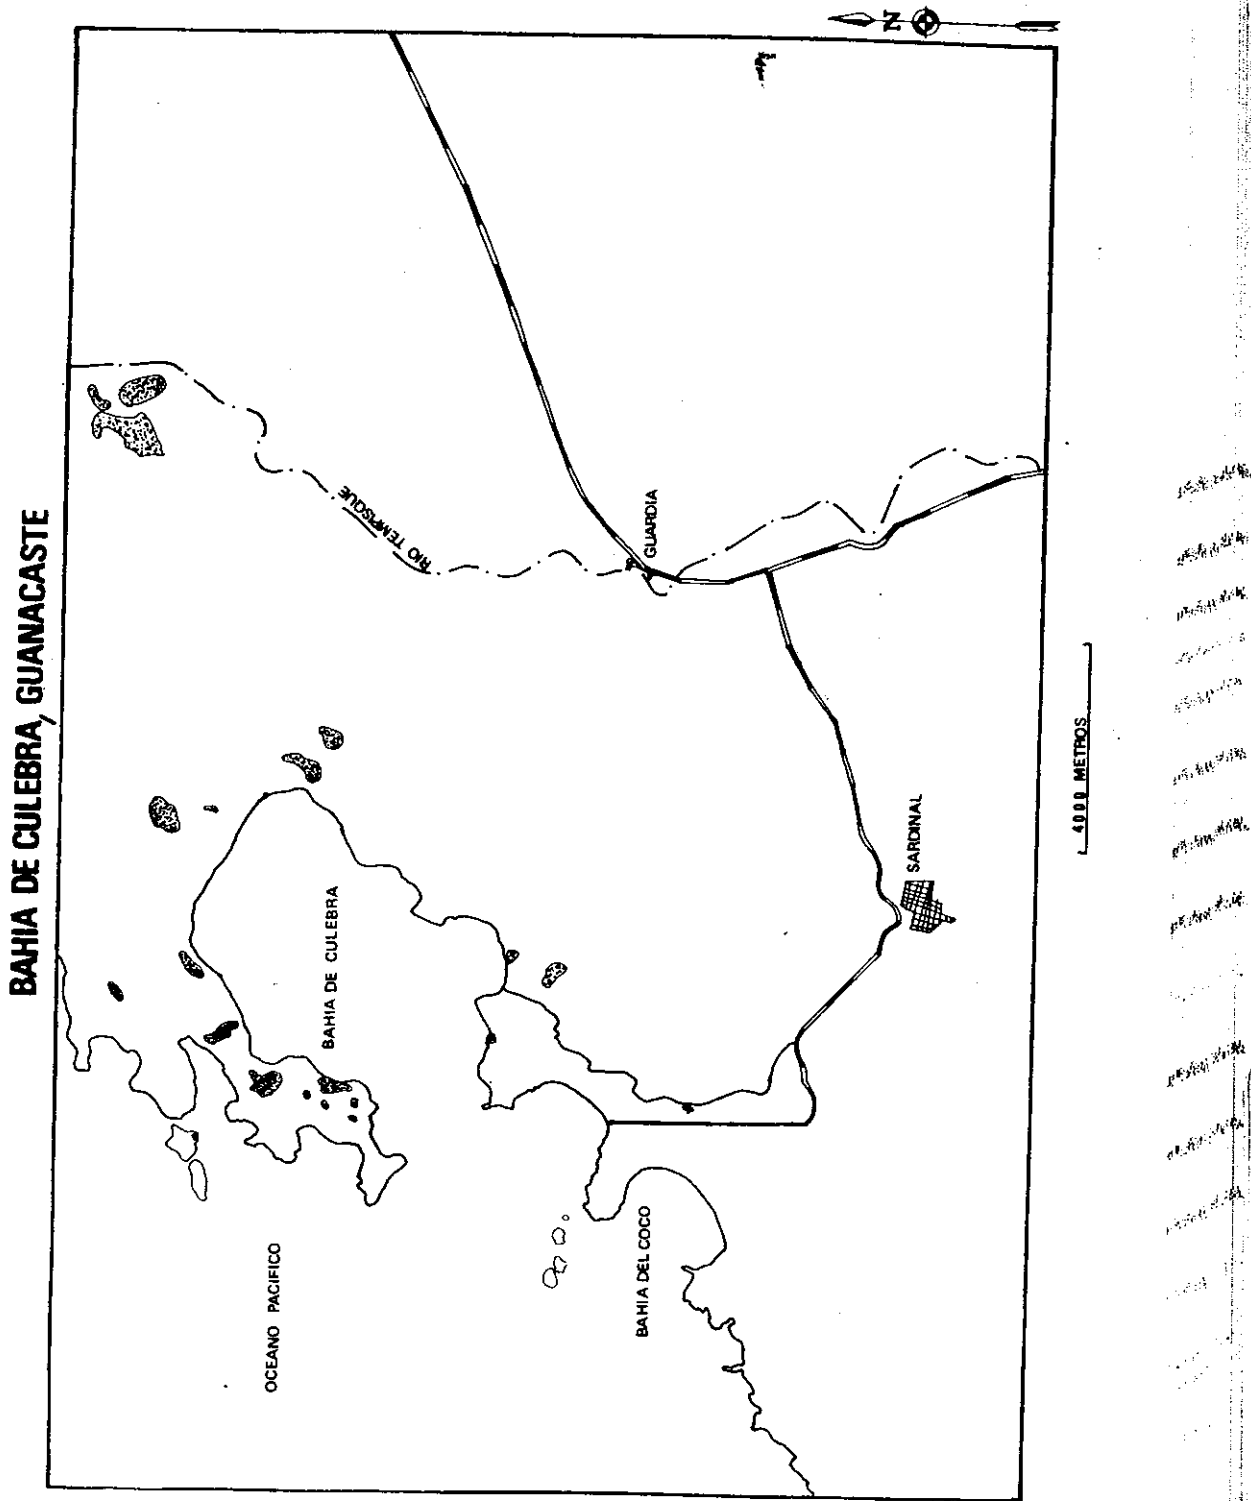 BAHIA DE CULEBRA, GUANACASTE
N
RIO TEMPISQUE
GUARDIA
BAHIA DE CULEBRA
SARDINAL
OCEANO PACIFICO
BAHIA DEL COCO
4000 METROS